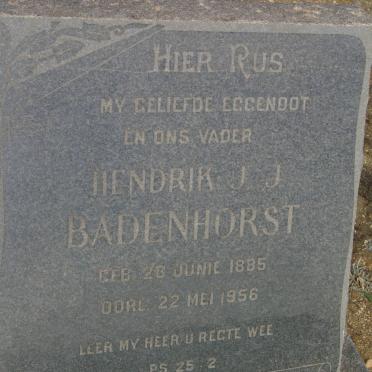 HIER RUS
MY GELIEFDE EGGENOOT
EN ONS VADER
HENDRIK J. J.
BADENHORST
GEB. 28 JUNIE 1885
OORL. 22 MEI 1956
LEER MY HEER U REGTE WEE
PS. 25 : 2